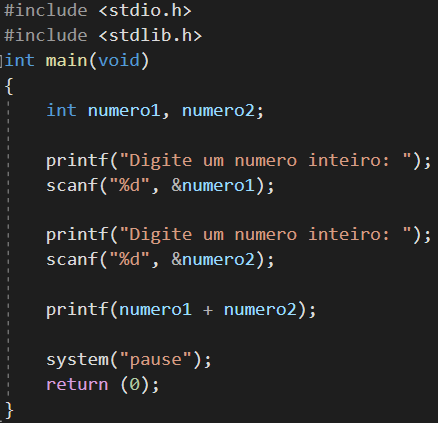 #include <stdio.h>
#include <stdlib.h>
int main(void)
{
int numero1, numero2;
printf("Digite um numero inteiro: ");
scanf("%d", &numero1);
printf("Digite um numero inteiro: ");
scanf("%d", &numero2);
printf(numero1 + numero2);
system("pause");
return (0);
}